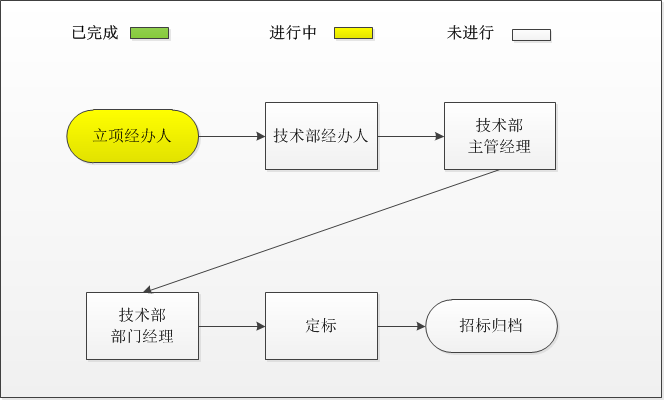 已完成
进行中
未进行
立项经办人
技术部经办人
技术部
主管经理
技术部
部门经理
定标
招标归档